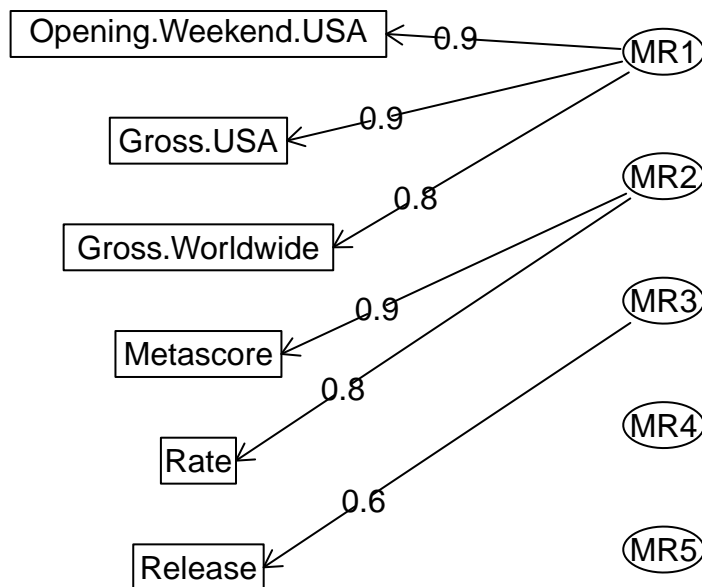 Opening.Weekend.USA
0.9
MR1
Gross.USA
0.9
MR2
Gross.Worldwide
0.8
MR3
Metascore
0.9
Rate
0.8
MR4
Release
0.6
MR5